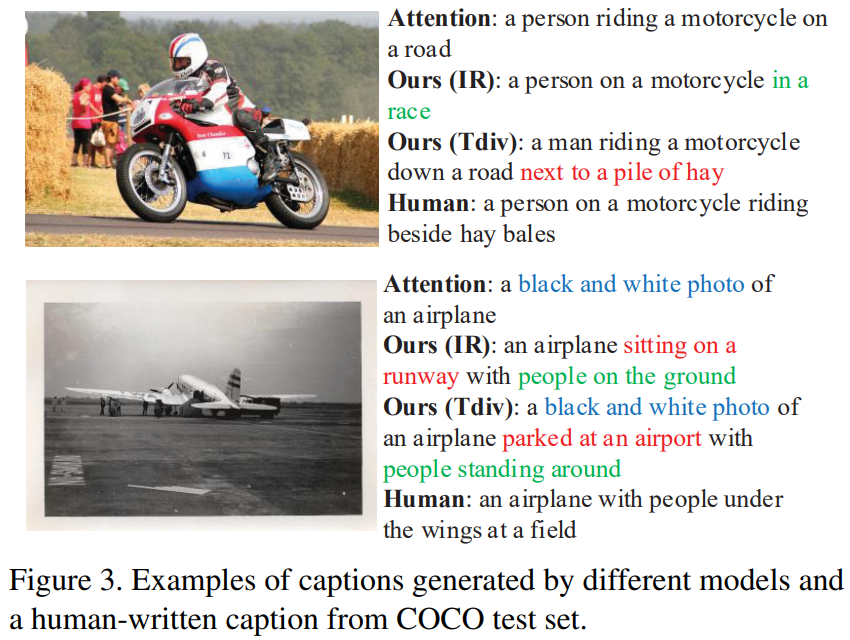 Attention: a person riding a motorcycle on
a road
Ours (IR): a person on a motorcycle in a
race
Ours (Tdiv): a man riding a motorcycle
down a road next to a pile of hay
Human: a person on a motorcycle riding
beside hay bales
Attention: a black and white photo of
an airplane
Ours (IR): an airplane sitting on a
runway with people on the ground
Ours (Tdiv): a black and white photo of
an airplane parked at an airport with
people standing around
Human: an airplane with people under
the wings at a field
Figure 3. Examples of captions generated by different models and
a human-written caption from COCO test set.